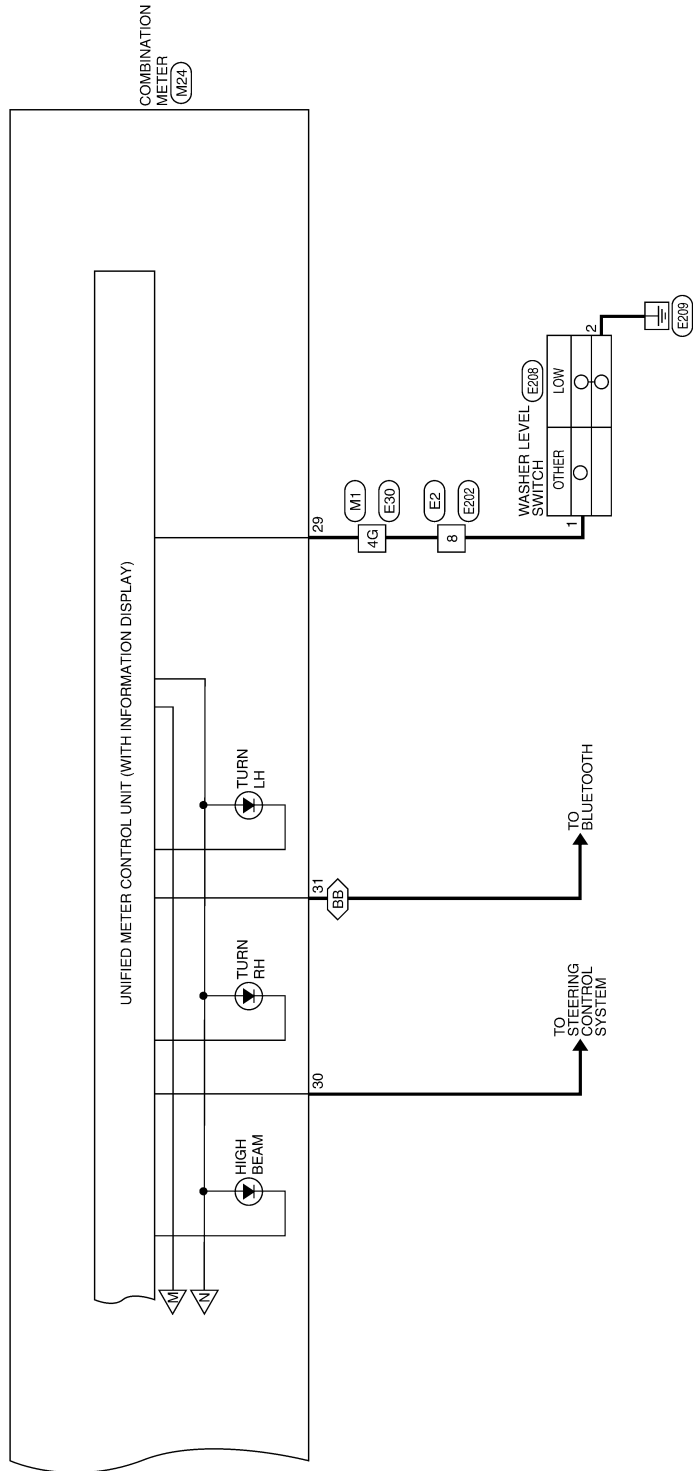 COMBINATION
METER
M24
UNIFIED METER CONTROL UNIT (WITH INFORMATION DISPLAY)
M
N
HIGH
BEAM
TURN
RH
TURN
LH
30
31
29
BB
4G
M1
E30
8
E2
E202
TO
STEERING
CONTROL
SYSTEM
TO
BLUETOOTH
WASHER LEVEL
SWITCH
E208
OTHER
LOW
1
2
E209